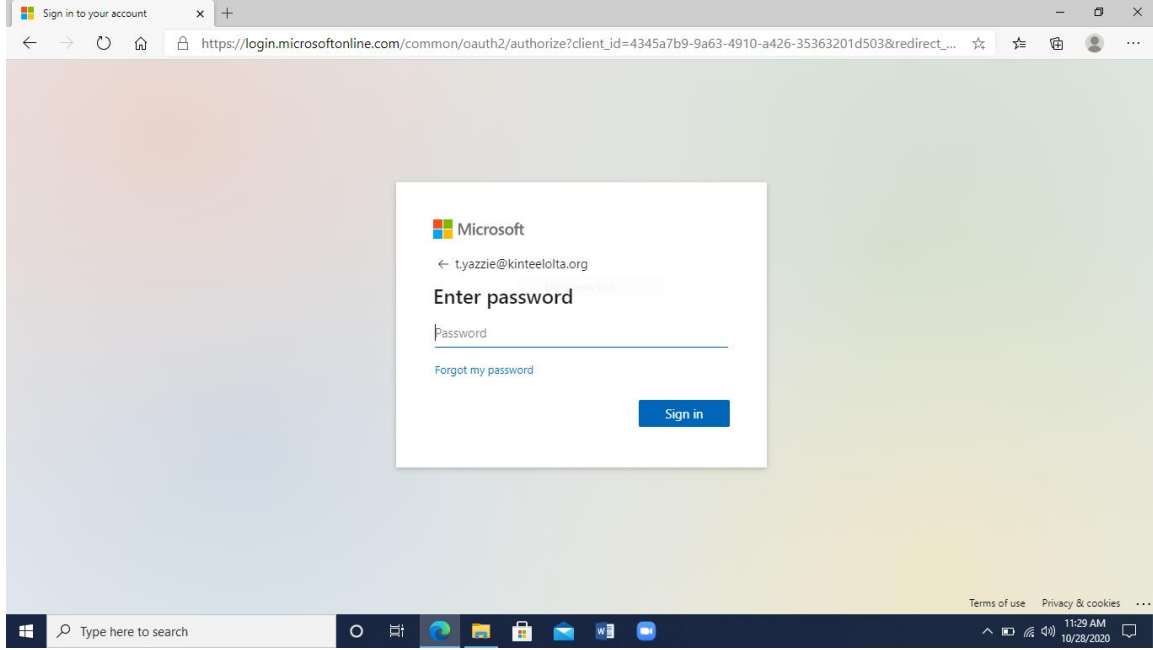 Sign in to your account
https://login.microsoftonline.com/common/oauth2/authorize?client_id=4345a7b9-9a63-4910-a426-35363201d503&redirect_...
Microsoft
t.yazzie@kinteelolta.org
Enter password
Password
Forgot my password
Sign in
Terms of use Privacy & cookies ...
Type here to search
11:29 AM
10/28/2020